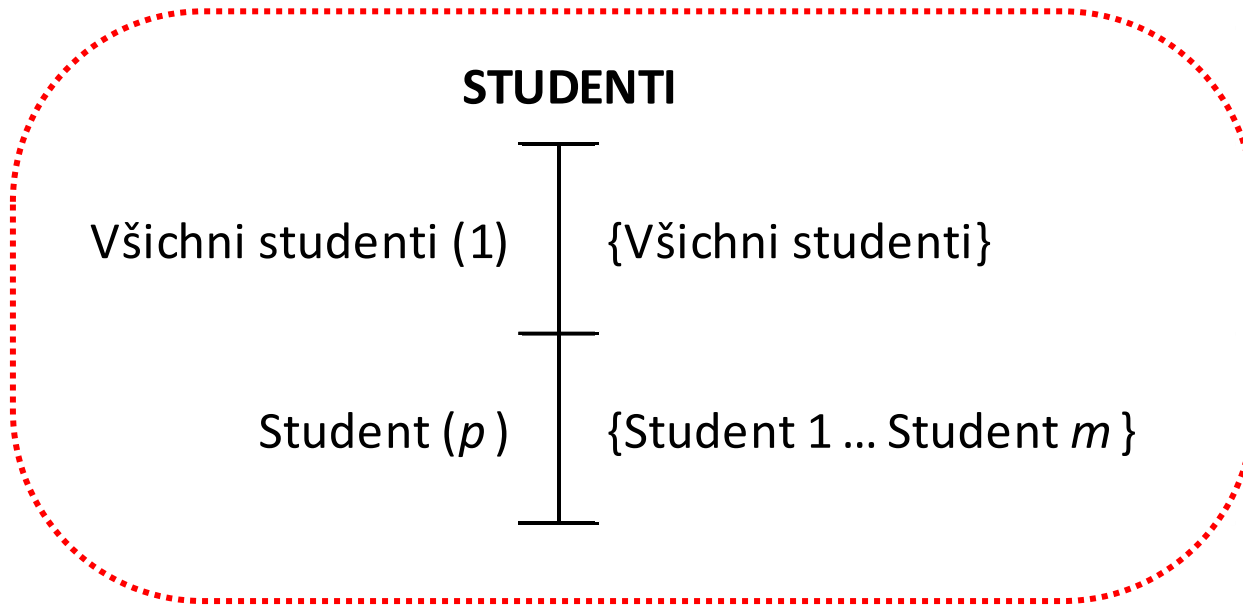 STUDENTI
Všichni studenti (1) {Všichni studenti}
Student (p ) {Student 1 ... Student m }